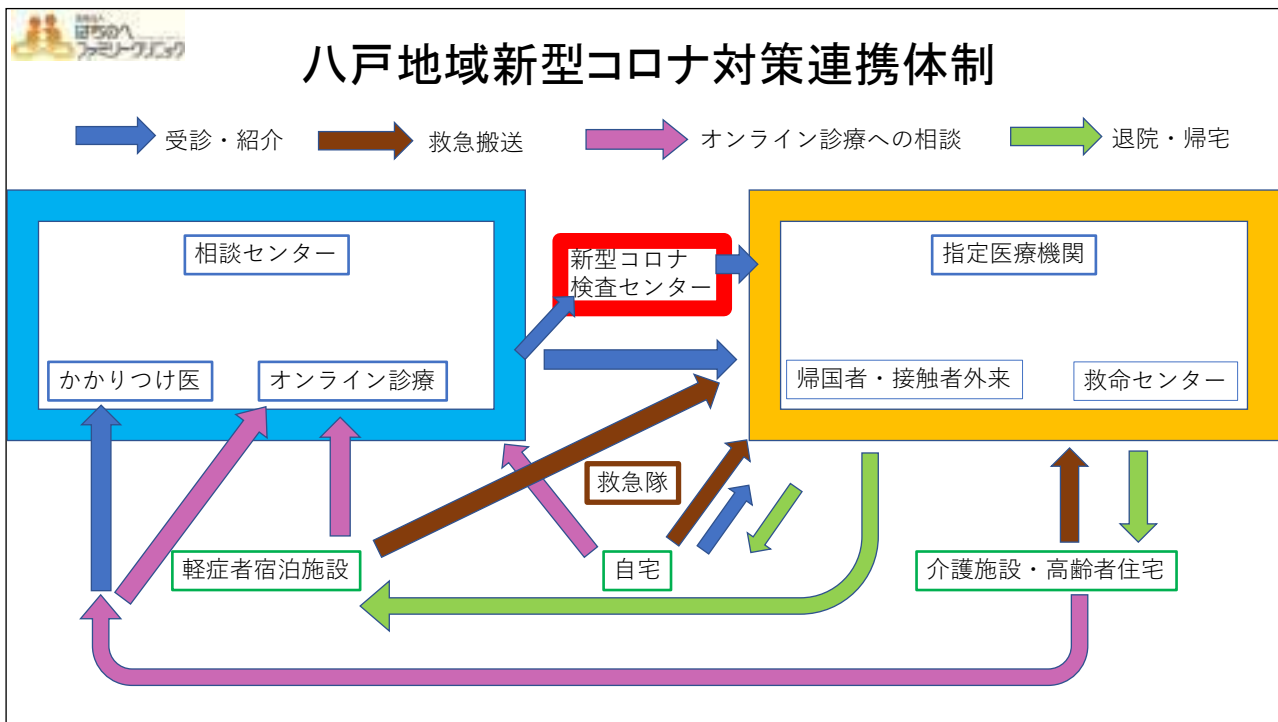 はちのへ
ファミリークリニック
八戸地域新型コロナ対策連携体制
受診・紹介
救急搬送
オンライン診療への相談
退院・帰宅
相談センター
新型コロナ
検査センター
指定医療機関
かかりつけ医
オンライン診療
帰国者・接触者外来
救命センター
救急隊
軽症者宿泊施設
自宅
介護施設・高齢者住宅